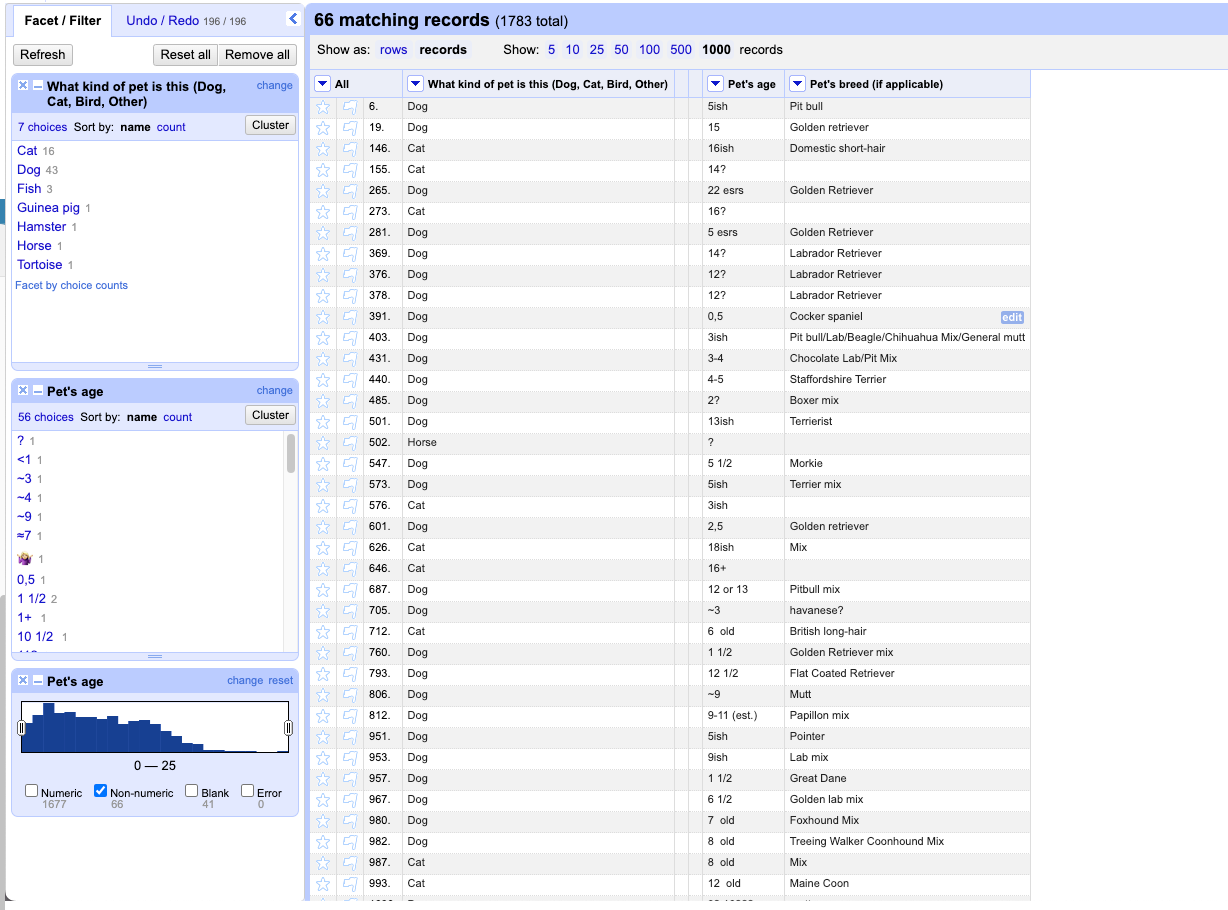 Facet / Filter Undo / Redo 196 / 196
Refresh Reset all Remove all
What kind of pet is this (Dog, Cat, Bird, Other) change
7 choices Sort by: name count Cluster
Cat 16
Dog 43
Fish 3
Guinea pig 1
Hamster 1
Horse 1
Tortoise 1
Facet by choice counts
Pet's age change
56 choices Sort by: name count Cluster
? 1
<1 1
~3 1
~4 1
~9 1
≈7 1
🤷‍♀️ 1
0,5 1
1 1/2 2
1+ 1
10 1/2 1
Pet's age change reset
0 — 25
Numeric 1677
Non-numeric 66
Blank 41
Error 0
66 matching records (1783 total)
Show as: rows records Show: 5 10 25 50 100 500 1000 records
All What kind of pet is this (Dog, Cat, Bird, Other) Pet's age Pet's breed (if applicable)
6. Dog 5ish Pit bull
19. Dog 15 Golden retriever
146. Cat 16ish Domestic short-hair
155. Cat 14?
265. Dog 22 esrs Golden Retriever
273. Cat 16?
281. Dog 5 esrs Golden Retriever
369. Dog 14? Labrador Retriever
376. Dog 12? Labrador Retriever
378. Dog 12? Labrador Retriever
391. Dog 0,5 Cocker spaniel edit
403. Dog 3ish Pit bull/Lab/Beagle/Chihuahua Mix/General mutt
431. Dog 3-4 Chocolate Lab/Pit Mix
440. Dog 4-5 Staffordshire Terrier
485. Dog 2? Boxer mix
501. Dog 13ish Terrierist
502. Horse ?
547. Dog 5 1/2 Morkie
573. Dog 5ish Terrier mix
576. Cat 3ish
601. Dog 2,5 Golden retriever
626. Cat 18ish Mix
646. Cat 16+
687. Dog 12 or 13 Pitbull mix
705. Dog ~3 havanese?
712. Cat 6 old British long-hair
760. Dog 1 1/2 Golden Retriever mix
793. Dog 12 1/2 Flat Coated Retriever
806. Dog ~9 Mutt
812. Dog 9-11 (est.) Papillon mix
951. Dog 5ish Pointer
953. Dog 9ish Lab mix
957. Dog 1 1/2 Great Dane
967. Dog 6 1/2 Golden lab mix
980. Dog 7 old Foxhound Mix
982. Dog 8 old Treeing Walker Coonhound Mix
987. Cat 8 old Mix
993. Cat 12 old Maine Coon